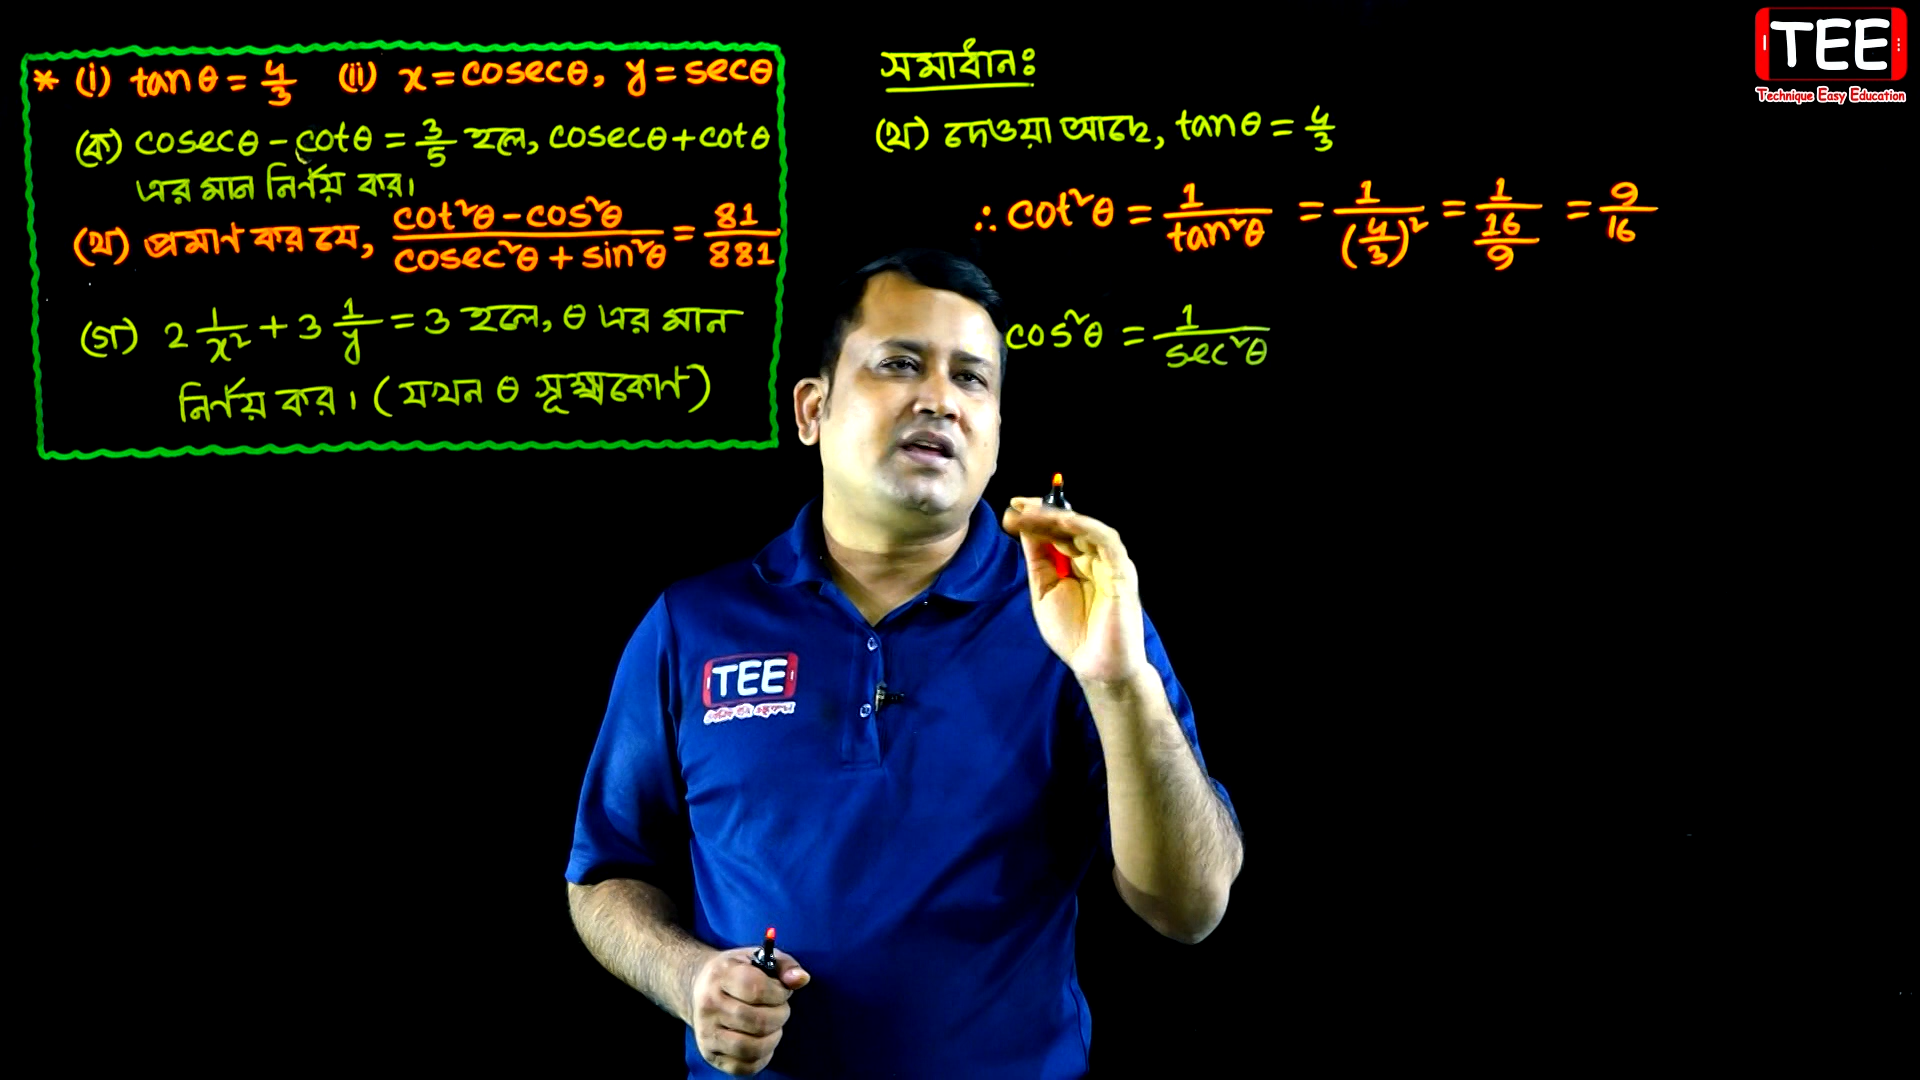 * (i) tanθ = 4/3 (ii) x = cosecθ, y = secθ
(ক) cosecθ - cotθ = 3/5 হলে, cosecθ + cotθ
এর মান নির্ণয় কর।
(খ) প্রমাণ কর যে, (cot²θ - cos²θ)/(cosec²θ + sin²θ) = 81/881
(গ) 2 1/x² + 3 1/y = 3 হলে, θ এর মান
নির্ণয় কর। (যখন θ সূক্ষ্মকোণ)
সমাধানঃ
(খ) দেওয়া আছে, tanθ = 4/3
∴ cot²θ = 1/tan²θ = 1/(4/3)² = 1/(16/9) = 9/16
cos²θ = 1/sec²θ
TEE
Technique Easy Education
TEE